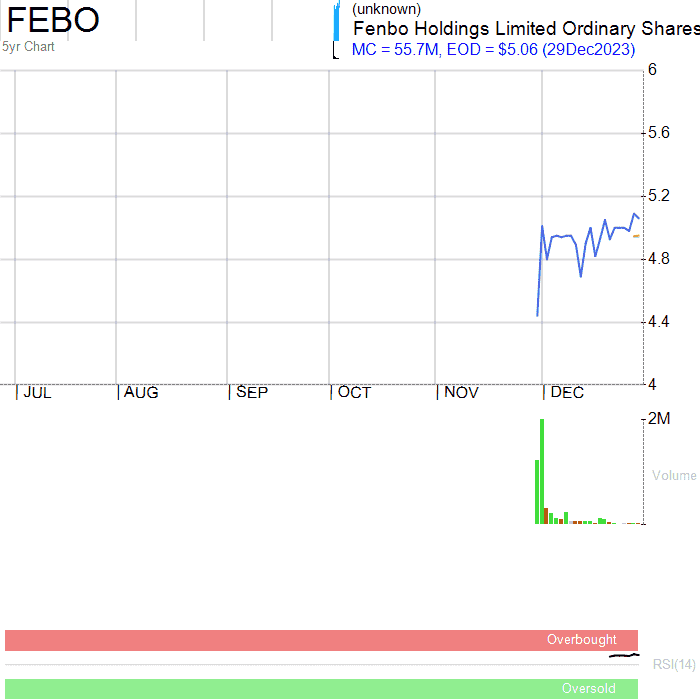 FEBO
5yr Chart
(unknown)
Fenbo Holdings Limited Ordinary Shares
MC = 55.7M, EOD = $5.06 (29Dec2023)
6
5.6
5.2
4.8
4.4
4
JUL AUG SEP OCT NOV DEC
2M
Volume
Overbought
RSI(14)
Oversold